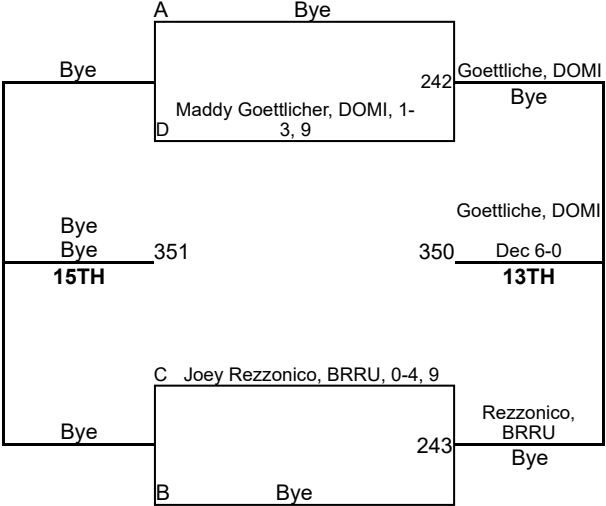 A Bye
Bye
242
Goettliche, DOMI
Bye
Maddy Goettlicher, DOMI, 1-
3, 9
D
Goettliche, DOMI
Bye
Bye
351
15TH
350
Dec 6-0
13TH
C Joey Rezzonico, BRRU, 0-4, 9
Bye
243
Rezzonico,
BRRU
Bye
B Bye